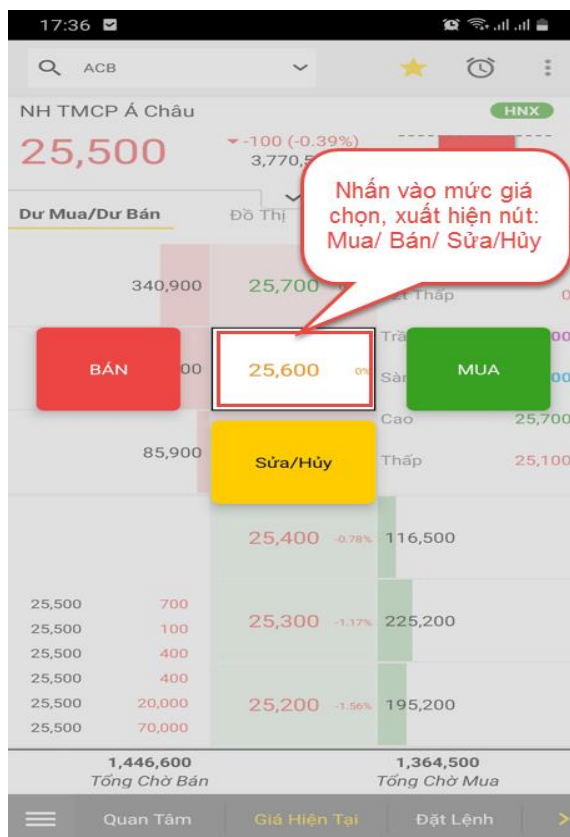 17:36
ACB
NH TMCP Á Châu
HNX
25,500
-100 (-0.39%)
Nhấn vào mức giá
chọn, xuất hiện nút:
Mua/ Bán/ Sửa/Hủy
Dư Mua/Dư Bán
Đồ Thị
340,900
25,700
Thấp
0
BÁN
00
25,600
0%
MUA
00
00
Cao
25,700
85,900
Sửa/Hủy
Thấp
25,100
25,400
-0.78%
116,500
25,500
700
25,500
100
25,300
-1.17%
225,200
25,500
400
25,500
400
25,500
20,000
25,200
-1.56%
195,200
25,500
70,000
1,446,600
1,364,500
Tổng Chờ Bán
Tổng Chờ Mua
Quan Tâm
Giá Hiện Tại
Đặt Lệnh